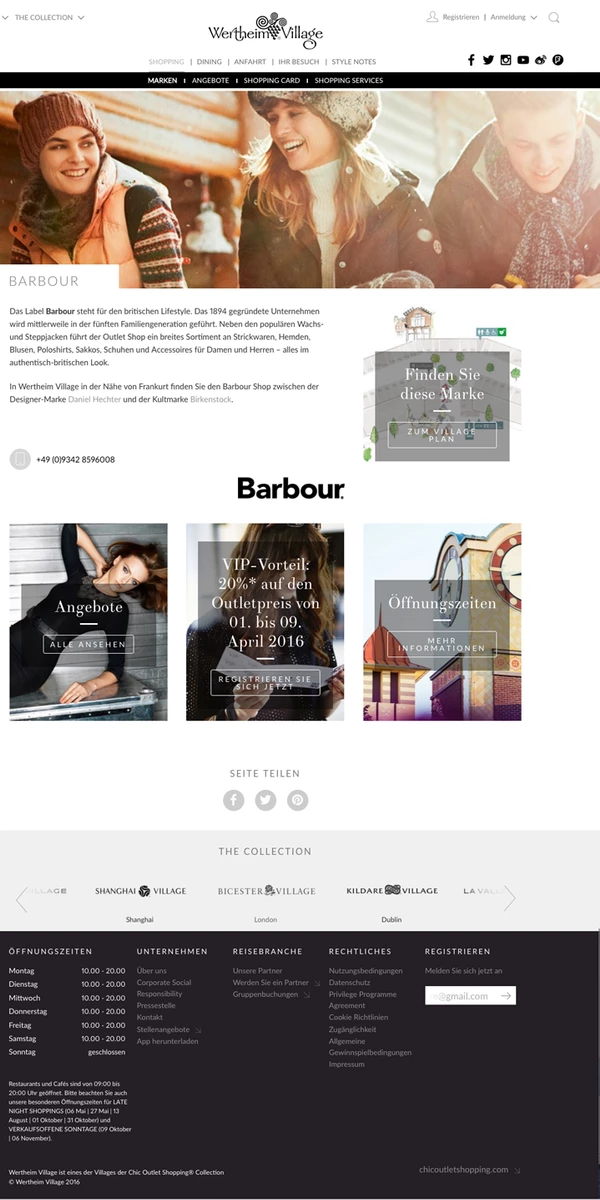 THE COLLECTION
Wertheim Village
Registrieren | Anmeldung
SHOPPING | DINING | ANFAHRT | IHR BESUCH | STYLE NOTES
MARKEN ANGEBOTE SHOPPING CARD SHOPPING SERVICES
BARBOUR
Das Label Barbour steht für den britischen Lifestyle. Das 1894 gegründete Unternehmen
wird mittlerweile in der fünften Familiengeneration geführt. Neben den populären Wachs-
und Steppjacken führt der Outlet Shop ein breites Sortiment an Strickwaren, Hemden,
Blusen, Poloshirts, Sakkos, Schuhen und Accessoires für Damen und Herren – alles im
authentisch-britischen Look.
In Wertheim Village in der Nähe von Frankurt finden Sie den Barbour Shop zwischen der
Designer-Marke Daniel Hechter und der Kultmarke Birkenstock.
Finden Sie
diese Marke
ZUM VILLAGE
PLAN
+49 (0)9342 8596008
Barbour
Angebote
ALLE ANSEHEN
VIP-Vorteil:
20%* auf den
Outletpreis von
01. bis 09.
April 2016
REGISTRIEREN SIE
SICH JETZT
Öffnungszeiten
MEHR
INFORMATIONEN
SEITE TEILEN
THE COLLECTION
SHANGHAI VILLAGE
Shanghai
BICESTER VILLAGE
London
KILDARE VILLAGE
Dublin
ÖFFNUNGSZEITEN
Montag 10.00 - 20.00
Dienstag 10.00 - 20.00
Mittwoch 10.00 - 20.00
Donnerstag 10.00 - 20.00
Freitag 10.00 - 20.00
Samstag 10.00 - 20.00
Sonntag geschlossen
Restaurants und Cafés sind von 09:00 bis
20:00 Uhr geöffnet. Bitte beachten Sie auch
unsere besonderen Öffnungszeiten für LATE
NIGHT SHOPPINGS (06 Mai | 27 Mai | 13
August | 01 Oktober | 31 Oktober) und
VERKAUFSOFFENE SONNTAGE (09 Oktober
| 06 November).
UNTERNEHMEN
Über uns
Corporate Social
Responsibility
Pressestelle
Kontakt
Stellenangebote
App herunterladen
REISEBRANCHE
Unsere Partner
Werden Sie ein Partner
Gruppenbuchungen
RECHTLICHES
Nutzungsbedingungen
Datenschutz
Privilege Programme
Agreement
Cookie Richtlinien
Zugänglichkeit
Allgemeine
Gewinnspielbedingungen
Impressum
REGISTRIEREN
Melden Sie sich jetzt an
@gmail.com
Wertheim Village ist eines der Villages der Chic Outlet Shopping® Collection
© Wertheim Village 2016
chicoutletshopping.com